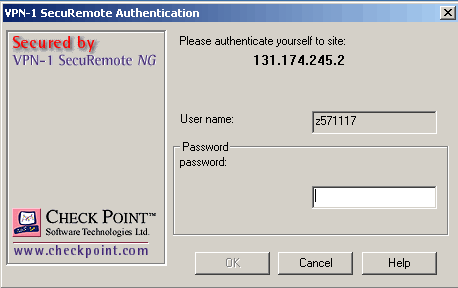 VPN-1 SecuRemote Authentication
Secured by
VPN-1 SecuRemote NG
Please authenticate yourself to site:
131.174.245.2
User name:
z571117
Password
password:
CHECK POINT™
Software Technologies Ltd.
www.checkpoint.com
OK
Cancel
Help